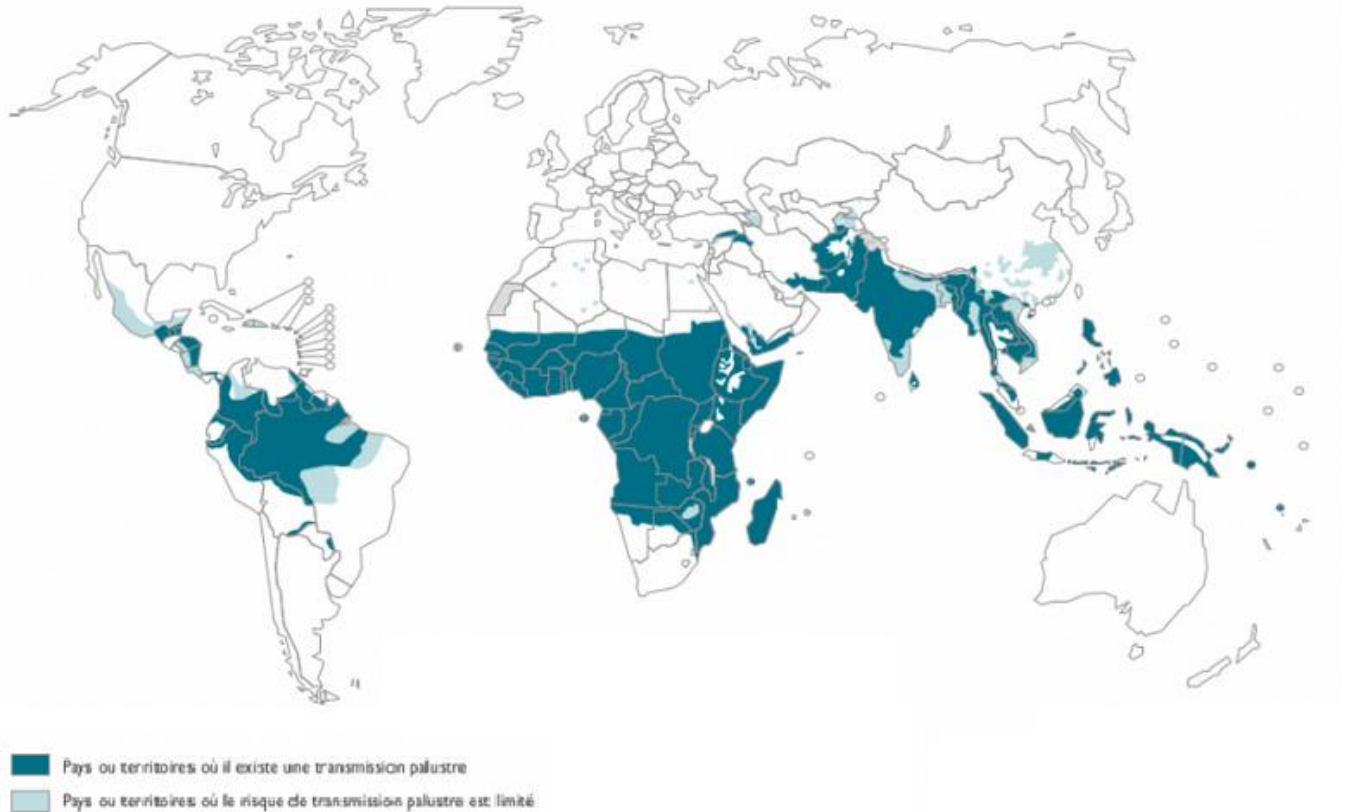 Pays ou territoires où il existe une transmission palustre
Pays ou territoires où le risque de transmission palustre est limité